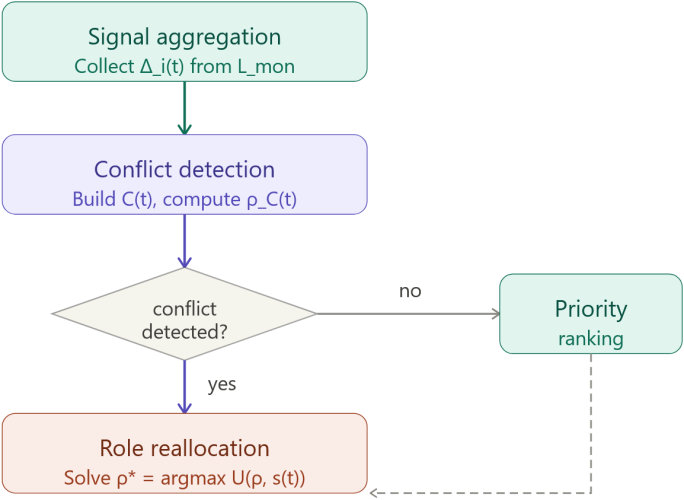 Signal aggregation
Collect Δ_i(t) from L_mon
Conflict detection
Build C(t), compute ρ_C(t)
conflict
detected?
no
Priority
ranking
yes
Role reallocation
Solve ρ* = argmax U(ρ, s(t))